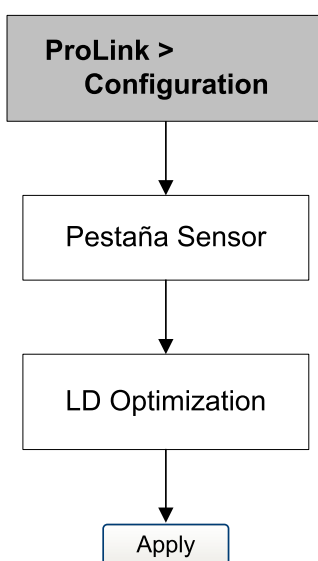 ProLink >
Configuration
Pestaña Sensor
LD Optimization
Apply